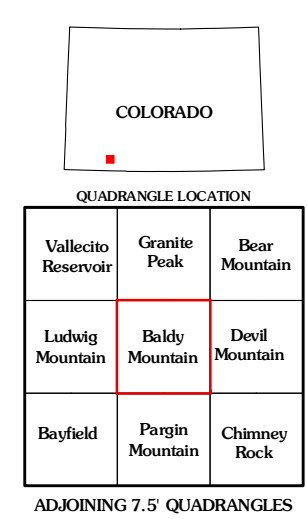 COLORADO
QUADRANGLE LOCATION
Vallecito
Reservoir
Granite
Peak
Bear
Mountain
Ludwig
Mountain
Baldy
Mountain
Devil
Mountain
Bayfield
Pargin
Mountain
Chimney
Rock
ADJOINING 7.5' QUADRANGLES